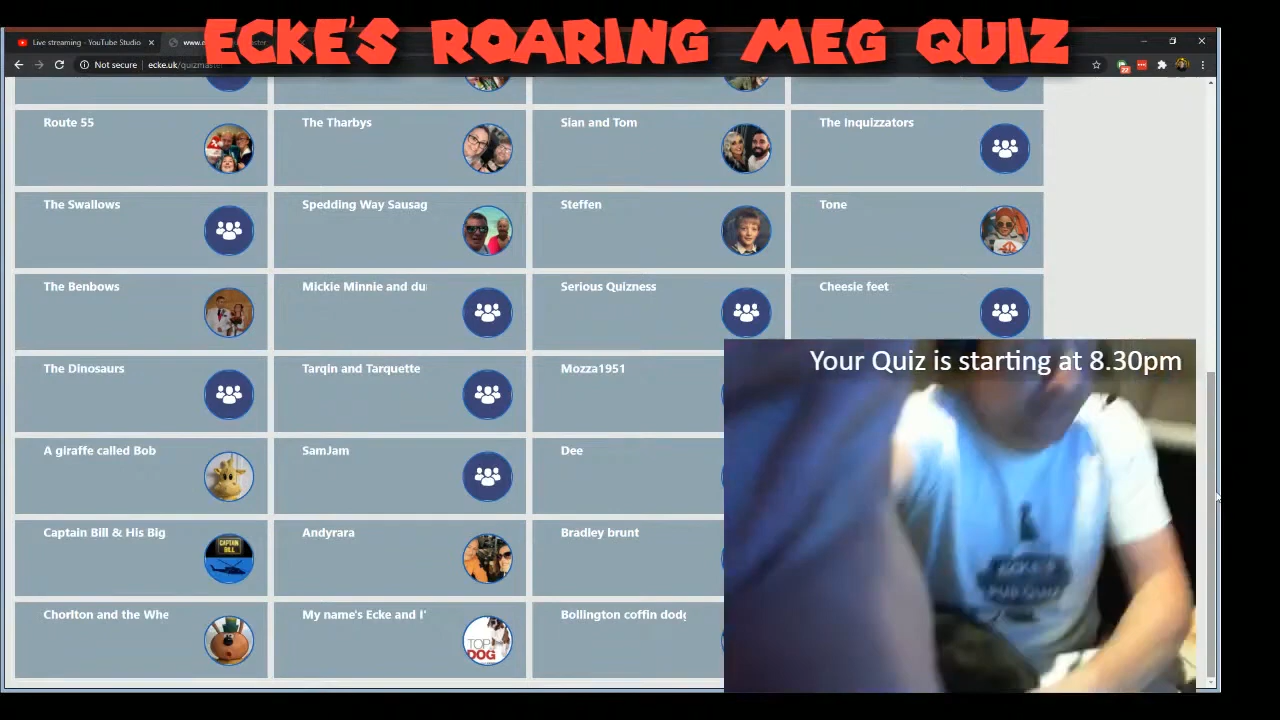 ECKE'S ROARING MEG QUIZ
Live streaming - YouTube Studio
Not secure
ecke.uk/quizmaster
22
Route 55
The Tharbys
Sian and Tom
The Inquizzators
The Swallows
Spedding Way Sausag
Steffen
Tone
The Benbows
Mickie Minnie and du
Serious Quizness
Cheesie feet
Your Quiz is starting at 8.30pm
The Dinosaurs
Tarqin and Tarquette
Mozza1951
A giraffe called Bob
SamJam
Dee
Captain Bill & His Big
CAPTAIN
BILL
Andyrara
Bradley brunt
ECKE'S
PUB QUIZ
Chorlton and the Whe
My name's Ecke and I'
TOP
DOG
Bollington coffin dodg